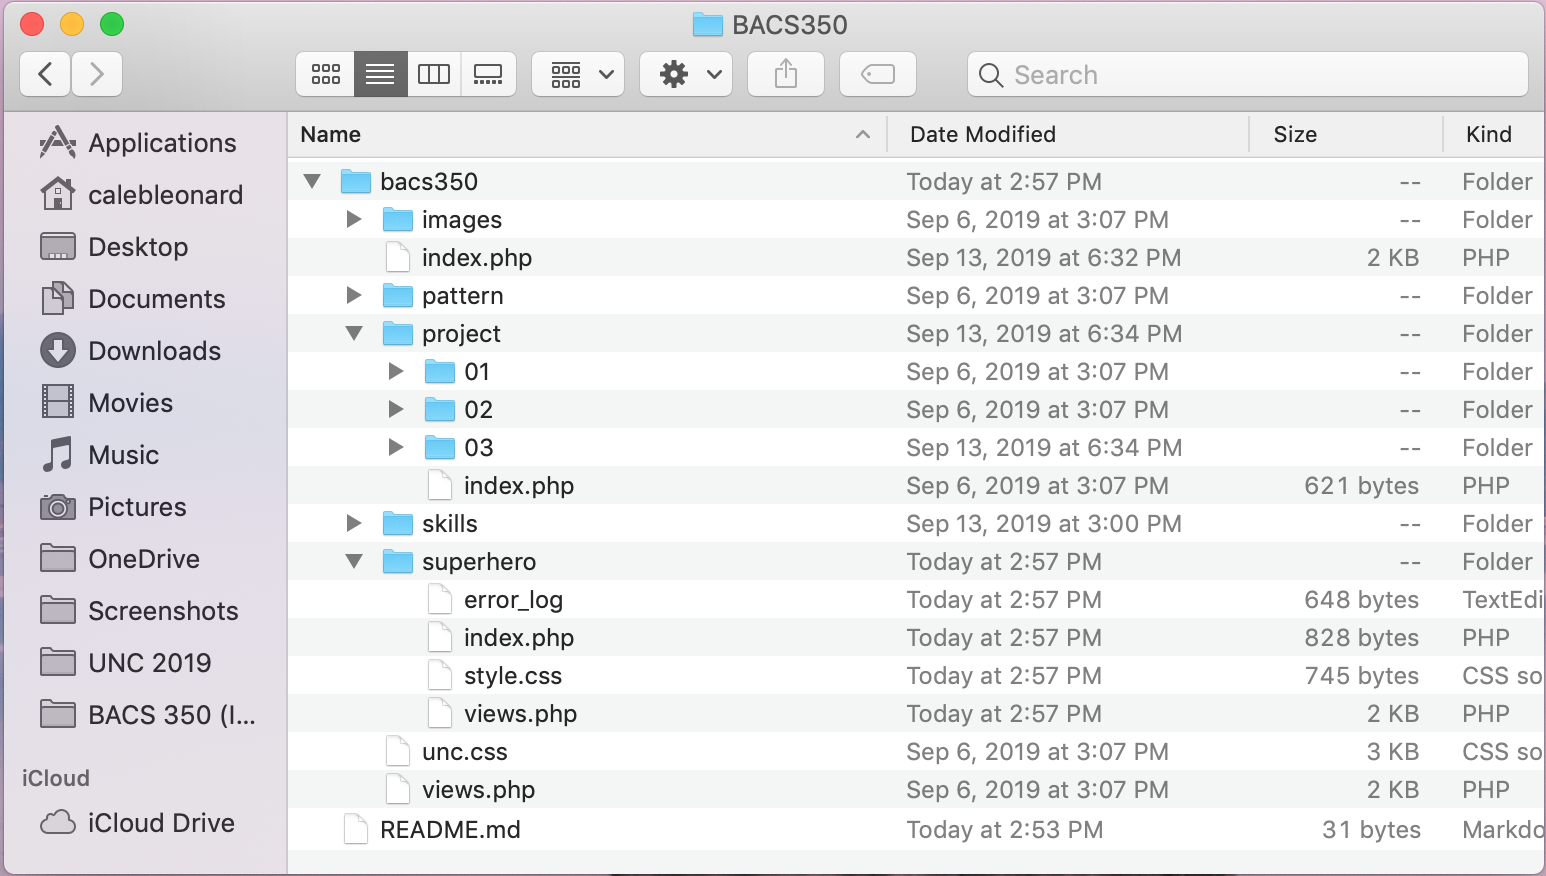 BACS350
Search
Applications
calebleonard
Desktop
Documents
Downloads
Movies
Music
Pictures
OneDrive
Screenshots
UNC 2019
BACS 350 (I...
iCloud
iCloud Drive
Name Date Modified Size Kind
bacs350 Today at 2:57 PM -- Folder
images Sep 6, 2019 at 3:07 PM -- Folder
index.php Sep 13, 2019 at 6:32 PM 2 KB PHP
pattern Sep 6, 2019 at 3:07 PM -- Folder
project Sep 13, 2019 at 6:34 PM -- Folder
01 Sep 6, 2019 at 3:07 PM -- Folder
02 Sep 6, 2019 at 3:07 PM -- Folder
03 Sep 13, 2019 at 6:34 PM -- Folder
index.php Sep 6, 2019 at 3:07 PM 621 bytes PHP
skills Sep 13, 2019 at 3:00 PM -- Folder
superhero Today at 2:57 PM -- Folder
error_log Today at 2:57 PM 648 bytes TextEdi
index.php Today at 2:57 PM 828 bytes PHP
style.css Today at 2:57 PM 745 bytes CSS so
views.php Today at 2:57 PM 2 KB PHP
unc.css Sep 6, 2019 at 3:07 PM 3 KB CSS so
views.php Sep 6, 2019 at 3:07 PM 2 KB PHP
README.md Today at 2:53 PM 31 bytes Markdo